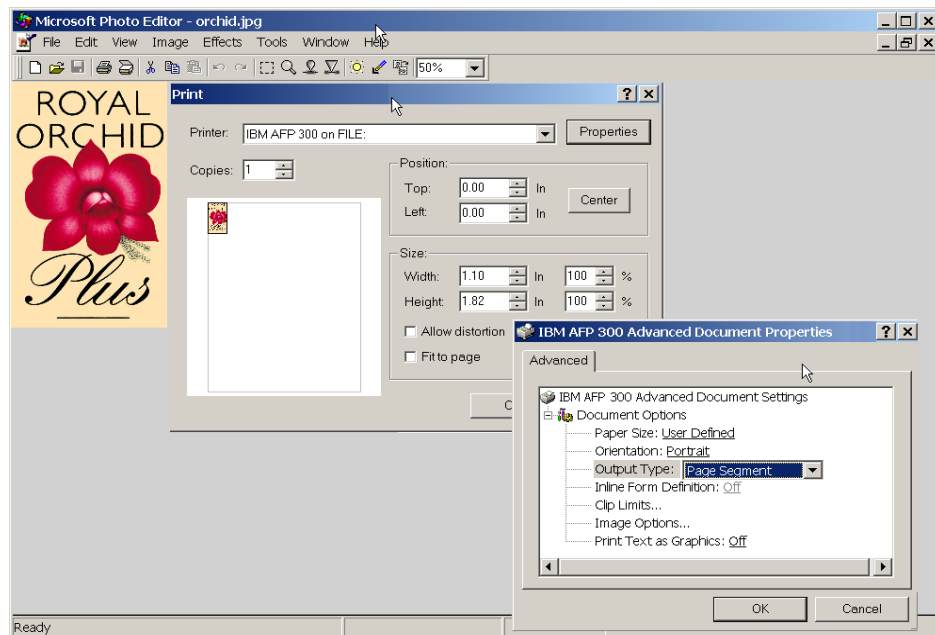 Microsoft Photo Editor - orchid.jpg
File Edit View Image Effects Tools Window Help
50%
ROYAL
ORCHID
Plus
Print
Printer: IBM AFP 300 on FILE: Properties
Copies: 1
Position:
Top: 0.00 In
Left: 0.00 In
Center
Size:
Width: 1.10 In 100 %
Height: 1.82 In 100 %
Allow distortion
Fit to page
IBM AFP 300 Advanced Document Properties
Advanced
IBM AFP 300 Advanced Document Settings
Document Options
Paper Size: User Defined
Orientation: Portrait
Output Type: Page Segment
Inline Form Definition: Off
Clip Limits...
Image Options...
Print Text as Graphics: Off
OK Cancel
Ready